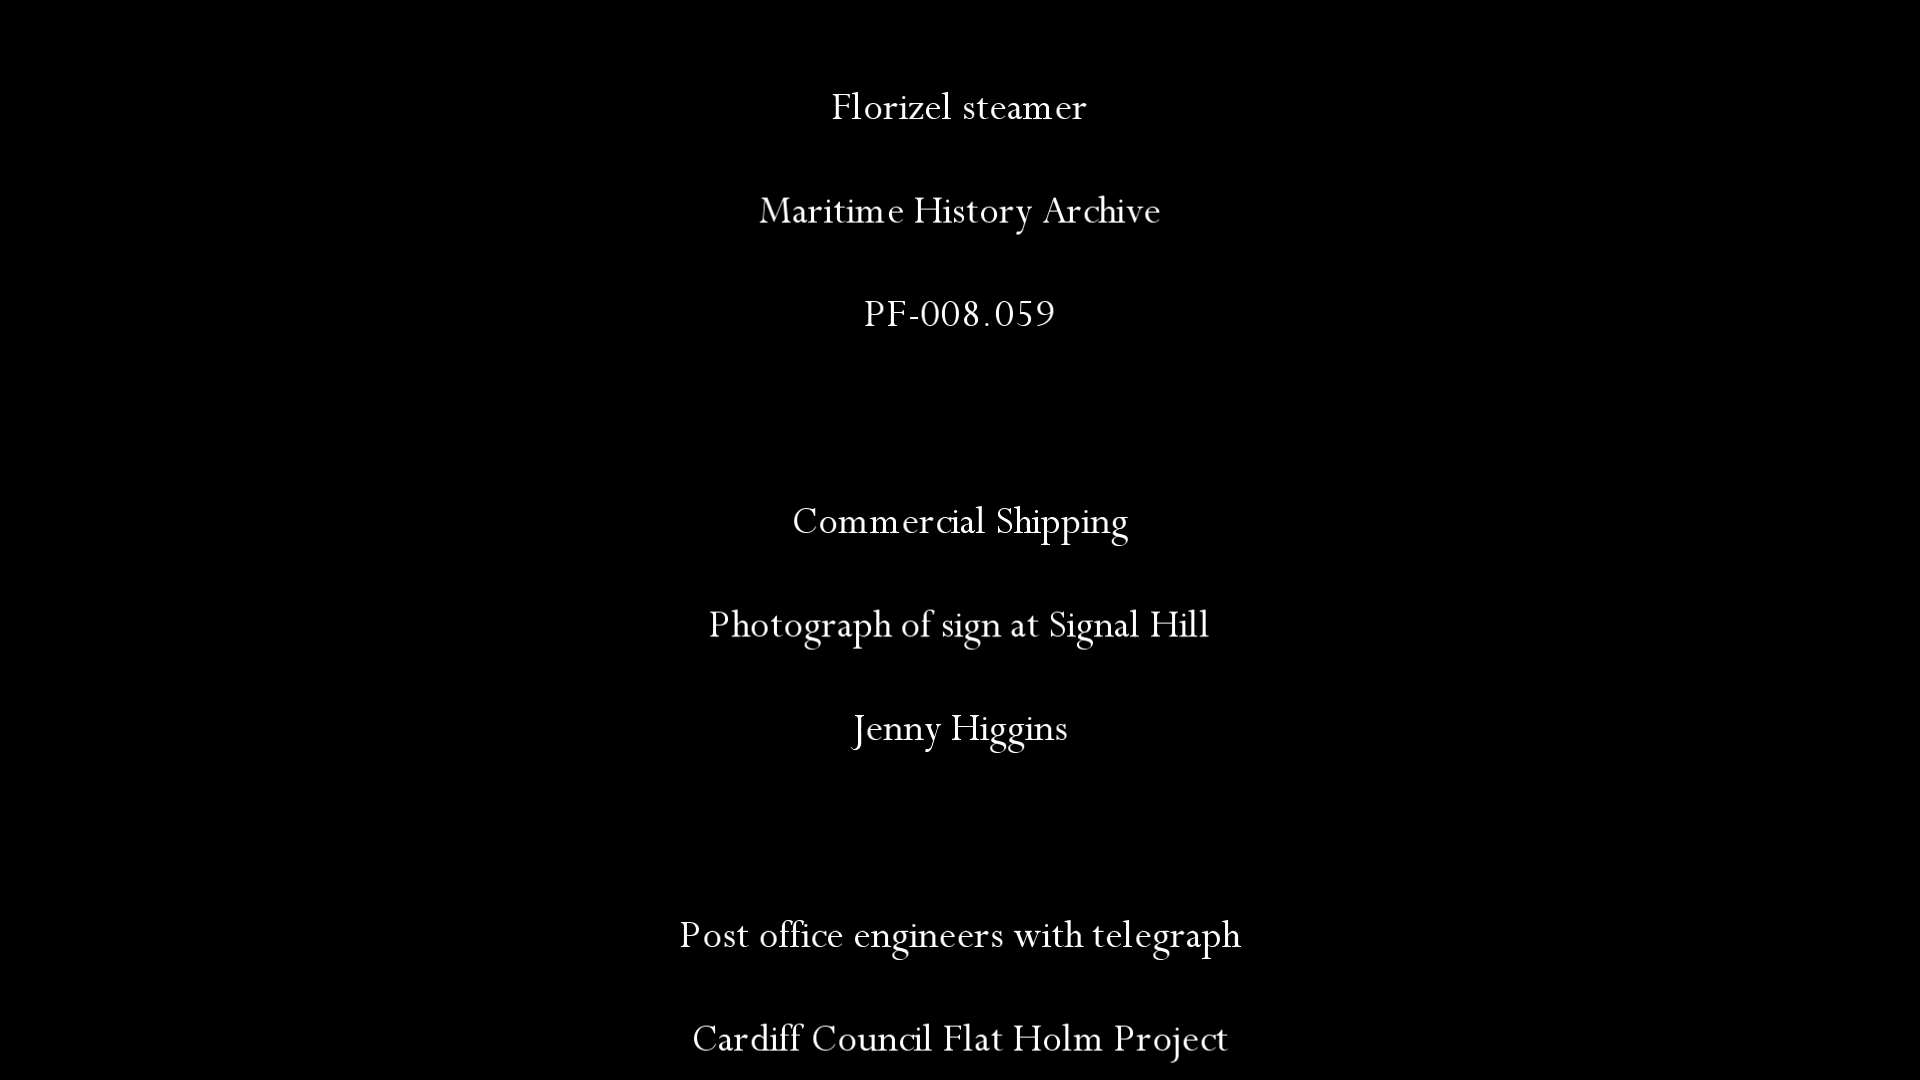 Florizel steamer
Maritime History Archive
PF-008.059
Commercial Shipping
Photograph of sign at Signal Hill
Jenny Higgins
Post office engineers with telegraph
Cardiff Council Flat Holm Project